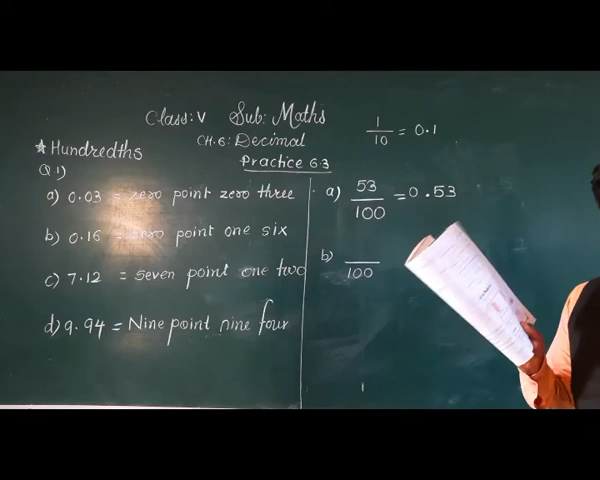 Class: V Sub: Maths
CH.6: Decimal
Practice 6.3
* Hundredths
Q.1)
a) 0.03 = zero point zero three
b) 0.16 = zero point one six
c) 7.12 = seven point one two
d) 9.94 = Nine point nine four
1/10 = 0.1
a) 53/100 = 0.53
b) /100